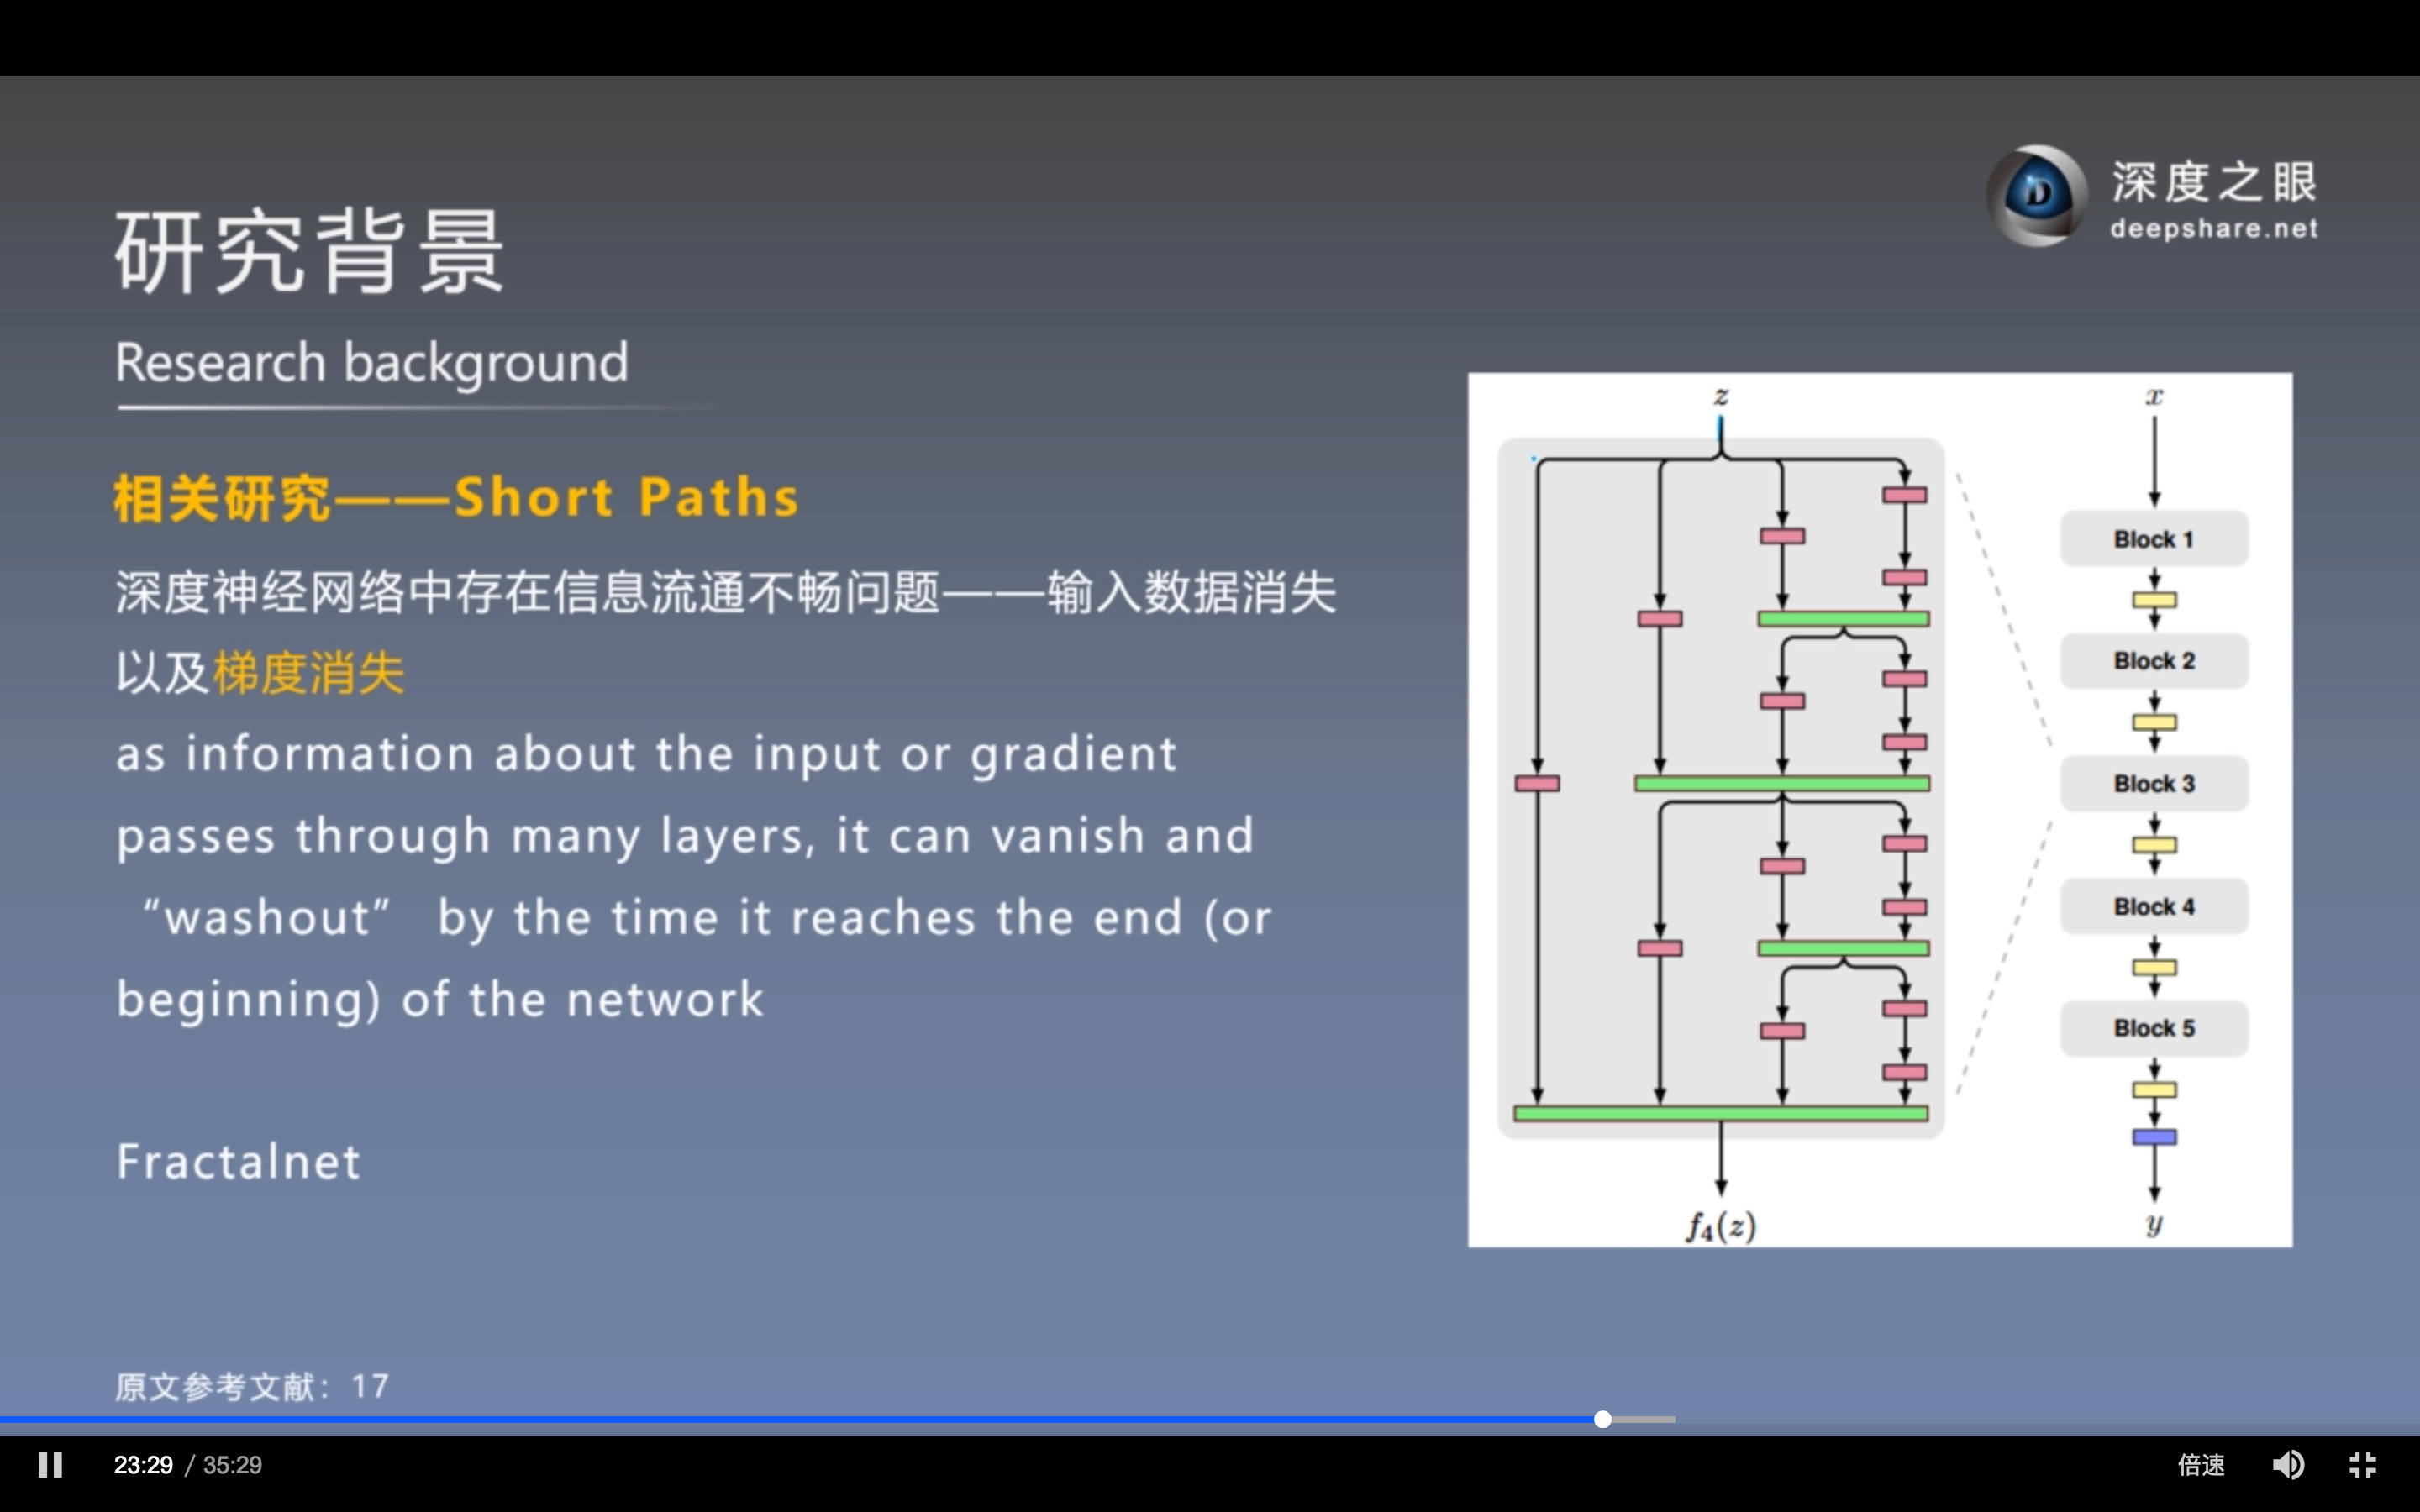 深度之眼
deepshare.net
研究背景
Research background
相关研究——Short Paths
深度神经网络中存在信息流通不畅问题——输入数据消失
以及梯度消失
as information about the input or gradient
passes through many layers, it can vanish and
“washout” by the time it reaches the end (or
beginning) of the network
Fractalnet
z
f₄(z)
x
Block 1
Block 2
Block 3
Block 4
Block 5
y
原文参考文献：17
23:29 / 35:29
倍速